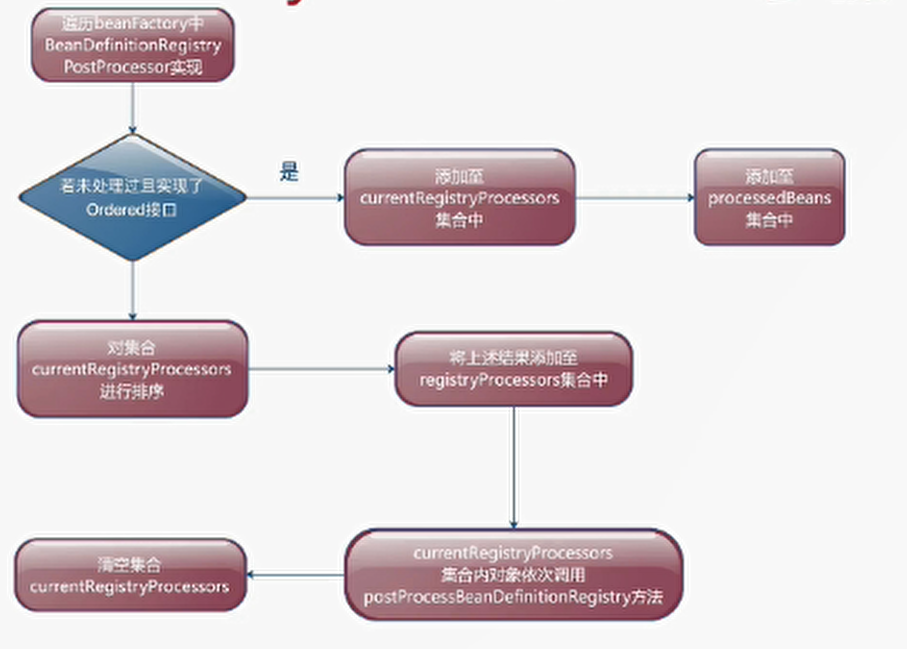 遍历beanFactory中
BeanDefinitionRegistry
PostProcessor实现
若未处理过且实现了
Ordered接口
是
添加至
currentRegistryProcessors
集合中
添加至
processedBeans
集合中
对集合
currentRegistryProcessors
进行排序
将上述结果添加至
registryProcessors集合中
currentRegistryProcessors
集合内对象依次调用
postProcessBeanDefinitionRegistry方法
清空集合
currentRegistryProcessors